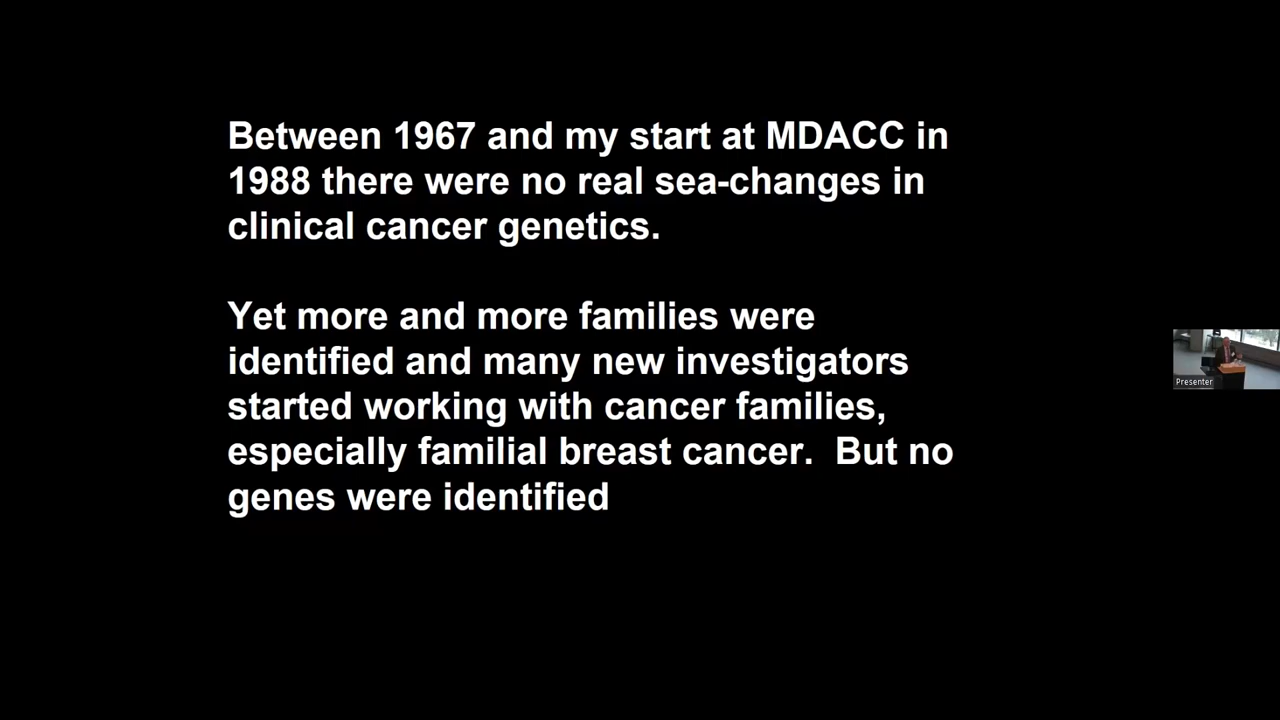 Between 1967 and my start at MDACC in
1988 there were no real sea-changes in
clinical cancer genetics.
Yet more and more families were
identified and many new investigators
started working with cancer families,
especially familial breast cancer.  But no
genes were identified
Presenter